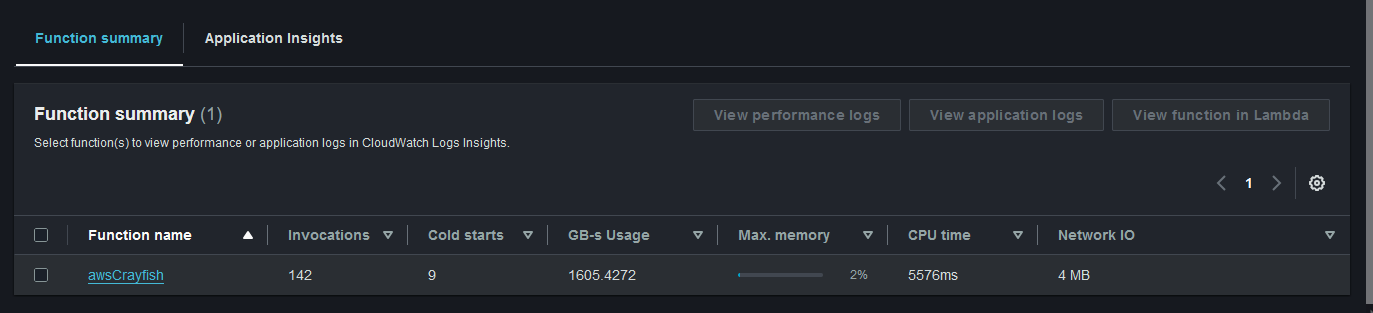 Function summary Application Insights
Function summary (1) View performance logs View application logs View function in Lambda
Select function(s) to view performance or application logs in CloudWatch Logs Insights.
1
Function name Invocations Cold starts GB-s Usage Max. memory CPU time Network IO
awsCrayfish 142 9 1605.4272 2% 5576ms 4 MB